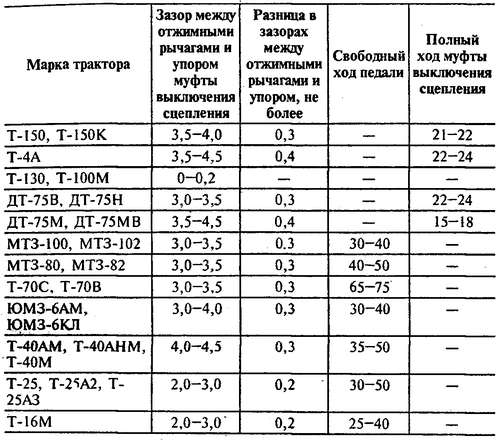 Марка трактора | Зазор между отжимными рычагами и упором муфты выключения сцепления | Разница в зазорах между отжимными рычагами и упором, не более | Свободный ход педали | Полный ход муфты выключения сцепления
Т-150, Т-150К | 3,5—4,0 | 0,3 | — | 21—22
Т-4А | 3,5—4,5 | 0,4 | — | 22—24
Т-130, Т-100М | 0—0,2 | — | — | —
ДТ-75В, ДТ-75Н | 3,0—3,5 | 0,3 | | 22—24
ДТ-75М, ДТ-75МВ | 3,5—4,5 | 0,4 | — | 15—18
МТЗ-100, МТЗ-102 | 3,0—3,5 | 0.3 | 30—40 | —
МТЗ-80, МТЗ-82 | 3,0—3,5 | 0.3 | 40—50 | —
Т-70С, Т-70В | 3,0—3,5 | 0,3 | 65—75 | —
ЮМЗ-6АМ, ЮМЗ-6КЛ | 3,0—4,0 | 0,3 | 30—40 | —
Т-40АМ, Т-40АНМ, Т-40М | 4,0—4,5 | 0,3 | 35—50 | —
Т-25, Т-25А2, Т-25А3 | 2,0—3,0 | 0,2 | 30—50 | —
Т-16М | 2,0—3,0 | 0,2 | 25—40 | —